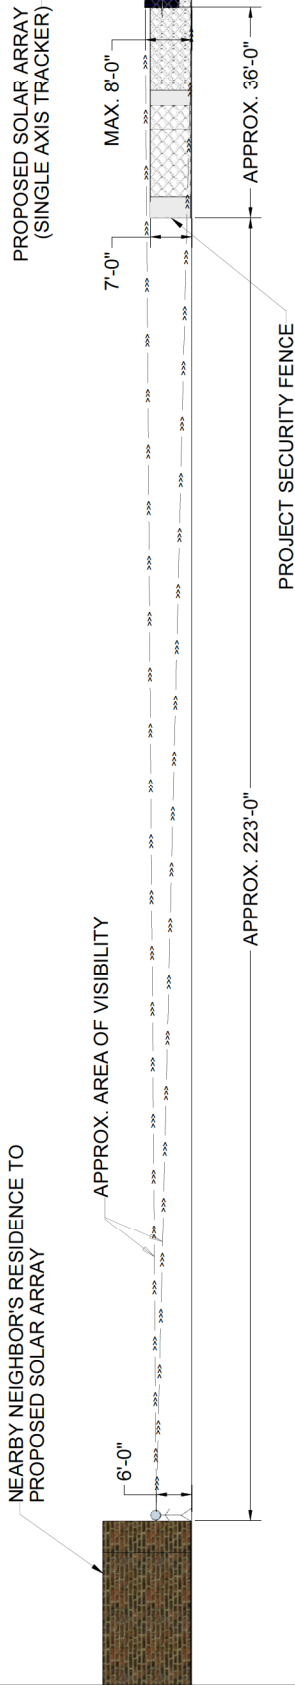 PROPOSED SOLAR ARRAY
(SINGLE AXIS TRACKER)
MAX. 8'-0"
APPROX. 36'-0"
7'-0"
PROJECT SECURITY FENCE
APPROX. 223'-0"
APPROX. AREA OF VISIBILITY
NEARBY NEIGHBOR'S RESIDENCE TO
PROPOSED SOLAR ARRAY
6'-0"